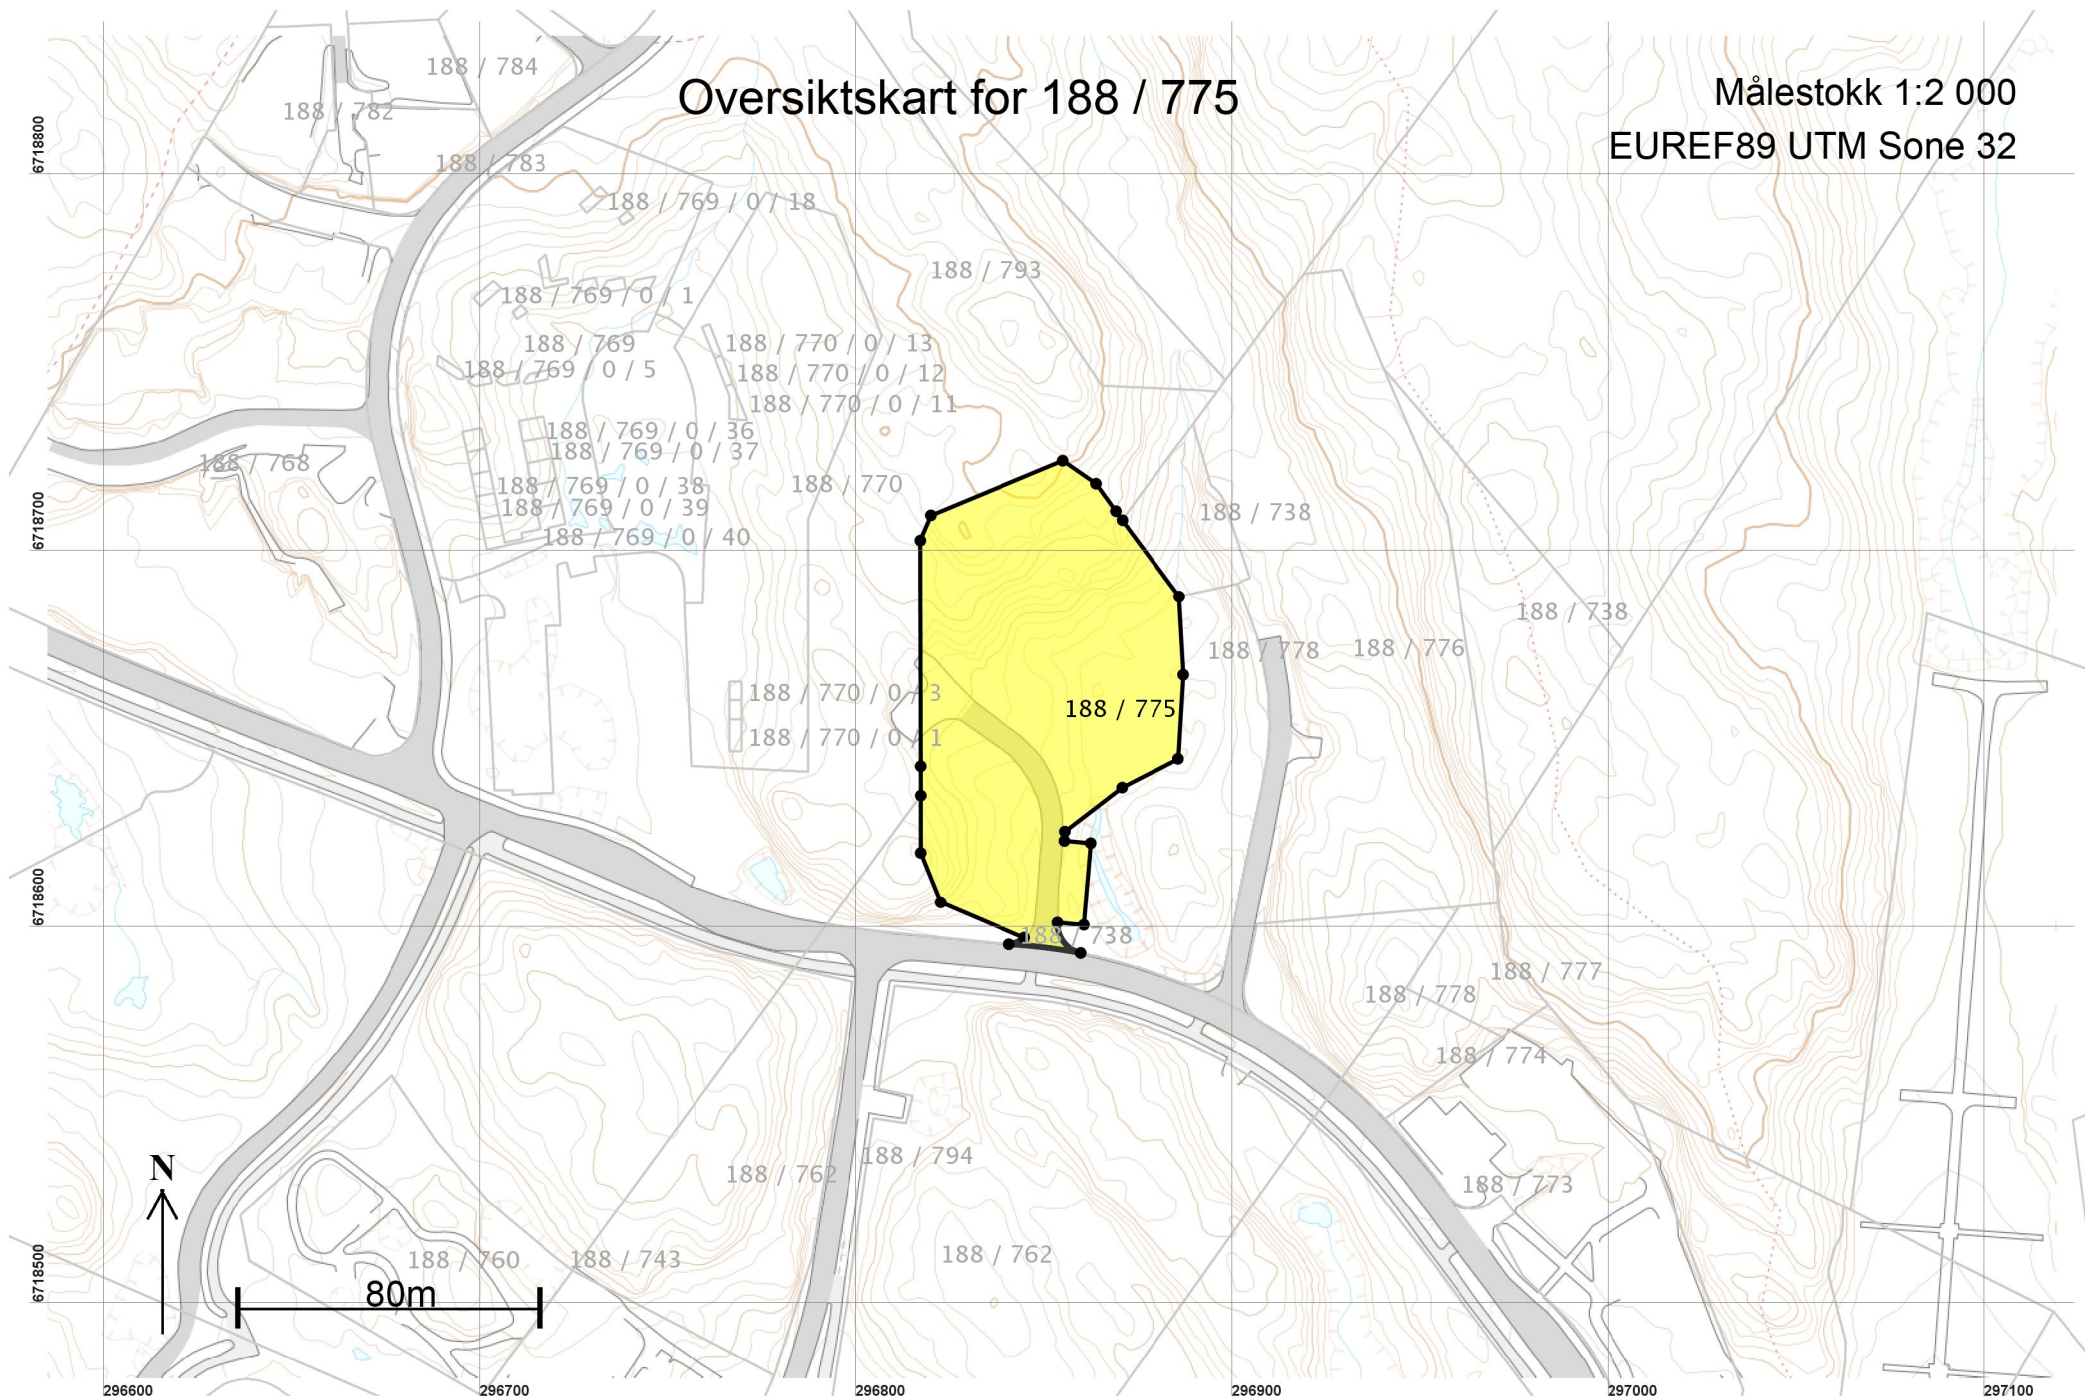 Oversiktskart for 188 / 775
Målestokk 1:2 000
EUREF89 UTM Sone 32
188 / 784
188 / 782
188 / 783
6718800
188 / 769 / 0 / 18
188 / 793
188 / 769 / 0 / 1
188 / 769
188 / 770 / 0 / 13
188 / 769 / 0 / 5
188 / 770 / 0 / 12
188 / 770 / 0 / 11
188 / 769 / 0 / 36
188 / 769 / 0 / 37
188 / 768
188 / 769 / 0 / 38
188 / 770
188 / 769 / 0 / 39
188 / 738
6718700
188 / 769 / 0 / 40
188 / 738
188 / 778
188 / 776
188 / 770 / 0 / 3
188 / 775
188 / 770 / 0 / 1
6718600
188 / 738
188 / 777
188 / 778
188 / 774
188 / 794
N
188 / 762
188 / 773
188 / 760
188 / 743
188 / 762
6718500
80m
296600
296700
296800
296900
297000
297100